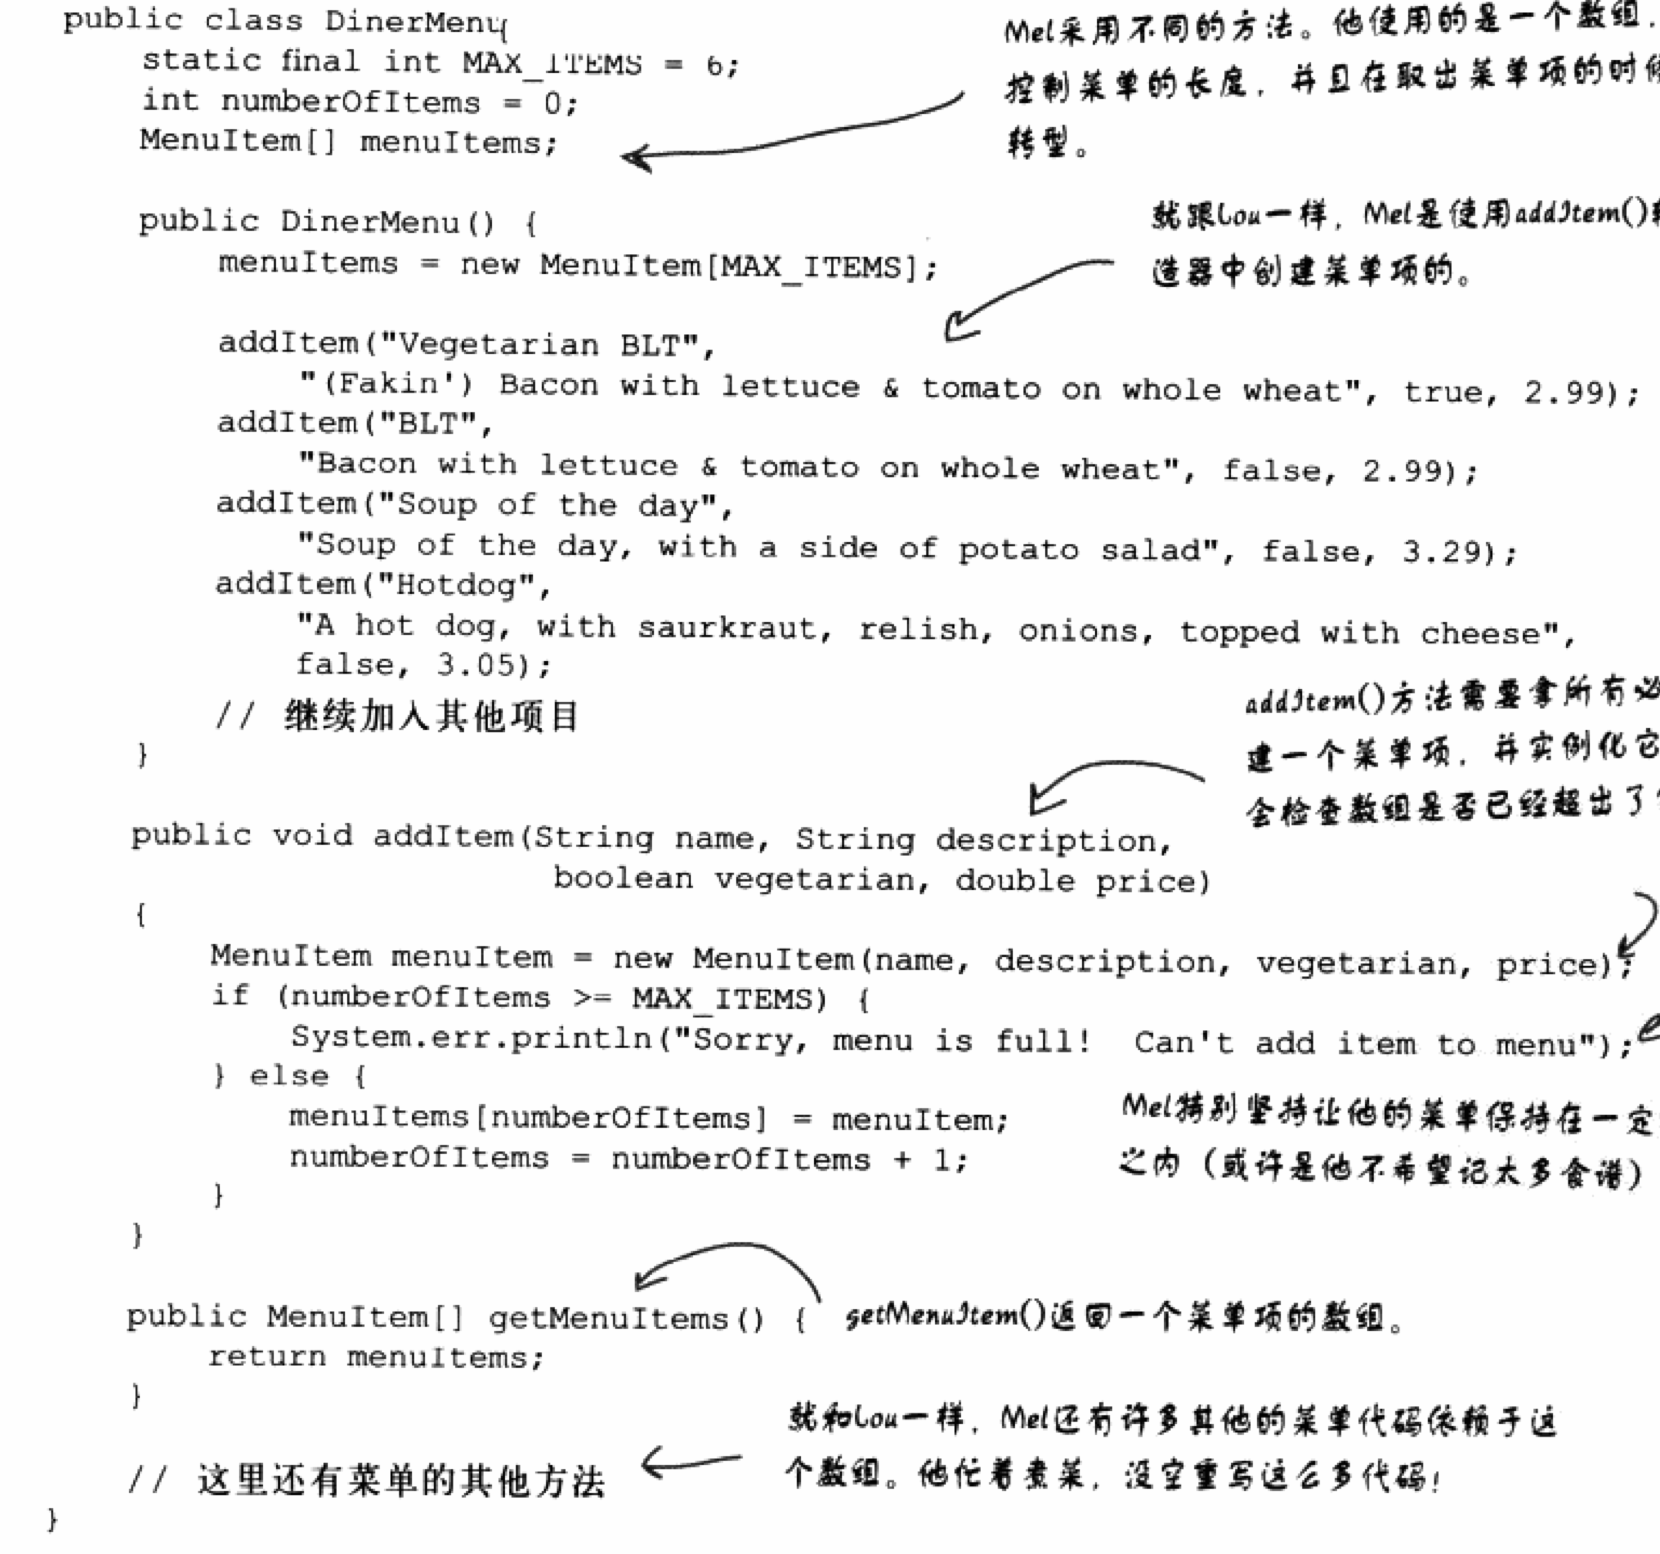 public class DinerMenu{
static final int MAX_ITEMS = 6;
int numberOfItems = 0;
MenuItem[] menuItems;
Mel采用不同的方法。他使用的是一个数组，
控制菜单的长度，并且在取出菜单项的时候
转型。
public DinerMenu() {
menuItems = new MenuItem[MAX_ITEMS];
就跟Lou一样，Mel是使用addItem()
造器中创建菜单项的。
addItem("Vegetarian BLT",
"(Fakin') Bacon with lettuce & tomato on whole wheat", true, 2.99);
addItem("BLT",
"Bacon with lettuce & tomato on whole wheat", false, 2.99);
addItem("Soup of the day",
"Soup of the day, with a side of potato salad", false, 3.29);
addItem("Hotdog",
"A hot dog, with saurkraut, relish, onions, topped with cheese",
false, 3.05);
// 继续加入其他项目
}
addItem()方法需要拿所有必
建一个菜单项，并实例化它
会检查数组是否已经超出了
public void addItem(String name, String description,
boolean vegetarian, double price)
{
MenuItem menuItem = new MenuItem(name, description, vegetarian, price);
if (numberOfItems >= MAX_ITEMS) {
System.err.println("Sorry, menu is full!  Can't add item to menu");
} else {
menuItems[numberOfItems] = menuItem;
numberOfItems = numberOfItems + 1;
}
}
Mel特别坚持让他的菜单保持在一定
之内（或许是他不希望记太多食谱）
public MenuItem[] getMenuItems() {
getMenuItem()返回一个菜单项的数组。
return menuItems;
}
就和Lou一样，Mel还有许多其他的菜单代码依赖于这
个数组。他忙着煮菜，没空重写这么多代码！
// 这里还有菜单的其他方法
}